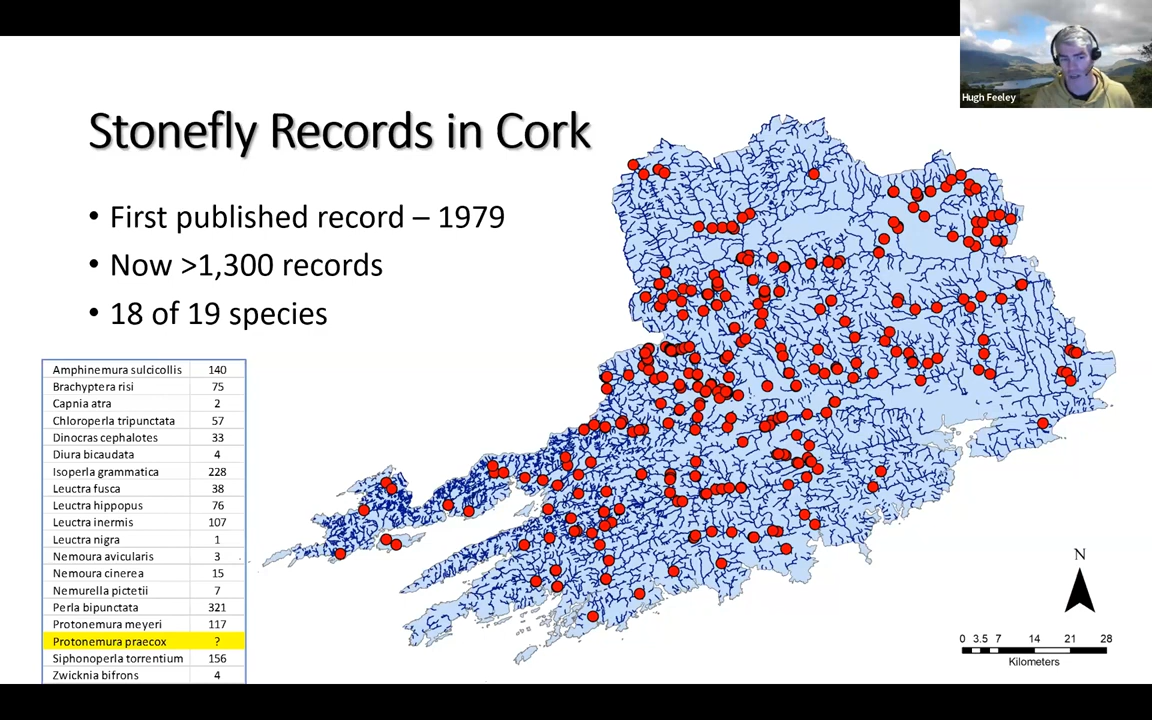 Hugh Feeley
Stonefly Records in Cork
• First published record – 1979
• Now >1,300 records
• 18 of 19 species
Amphinemura sulcicollis 140
Brachyptera risi 75
Capnia atra 2
Chloroperla tripunctata 57
Dinocras cephalotes 33
Diura bicaudata 4
Isoperla grammatica 228
Leuctra fusca 38
Leuctra hippopus 76
Leuctra inermis 107
Leuctra nigra 1
Nemoura avicularis 3
Nemoura cinerea 15
Nemurella pictetii 7
Perla bipunctata 321
Protonemura meyeri 117
Protonemura praecox ?
Siphonoperla torrentium 156
Zwicknia bifrons 4
N
0 3.5 7 14 21 28
Kilometers